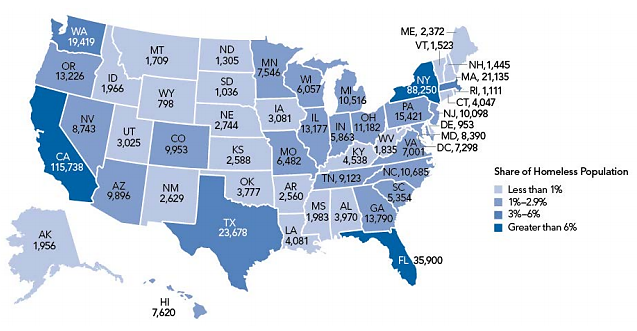 WA
19,419
OR
13,226
CA
115,738
NV
8,743
ID
1,966
MT
1,709
WY
798
UT
3,025
AZ
9,896
CO
9,953
NM
2,629
ND
1,305
SD
1,036
NE
2,744
KS
2,588
OK
3,777
TX
23,678
MN
7,546
IA
3,081
MO
6,482
AR
2,560
LA
4,081
WI
6,057
IL
13,177
MI
10,516
IN
5,863
OH
11,182
KY
4,538
TN, 9,123
MS
1,983
AL
3,970
GA
13,790
FL 35,900
SC
5,354
NC, 10,685
VA
7,001
WV
1,835
PA
15,421
NY
88,250
ME, 2,372
VT, 1,523
NH, 1,445
MA, 21,135
RI, 1,111
CT, 4,047
NJ, 10,098
DE, 953
MD, 8,390
DC, 7,298
AK
1,956
HI
7,620
Share of Homeless Population
Less than 1%
1%–2.9%
3%–6%
Greater than 6%